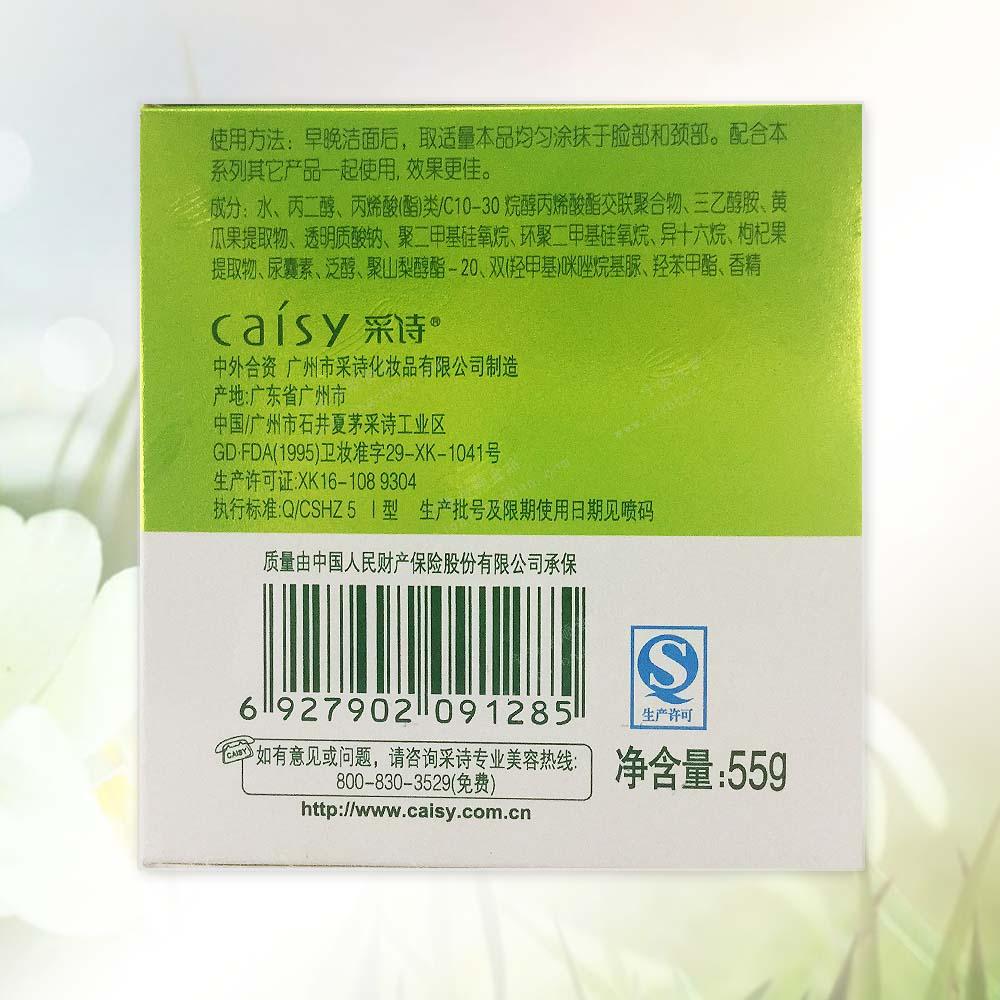 使用方法：早晚洁面后，取适量本品均匀涂抹于脸部和颈部。配合本
系列其它产品一起使用, 效果更佳。
成分：水、丙二醇、丙烯酸(酯)类/C10-30 烷醇丙烯酸酯交联聚合物、三乙醇胺、黄
瓜果提取物、透明质酸钠、聚二甲基硅氧烷、环聚二甲基硅氧烷、异十六烷、枸杞果
提取物、尿囊素、泛醇、聚山梨醇酯-20、双(羟甲基)咪唑烷基脲、羟苯甲酯、香精
caísy 采诗®
中外合资 广州市采诗化妆品有限公司制造
产地:广东省广州市
中国/广州市石井夏茅采诗工业区
GD·FDA(1995)卫妆准字29-XK-1041号
生产许可证:XK16-108 9304
执行标准:Q/CSHZ 5 Ⅰ型 生产批号及限期使用日期见喷码
质量由中国人民财产保险股份有限公司承保
6 927902 091285
QS
生产许可
CAISY
如有意见或问题，请咨询采诗专业美容热线:
800-830-3529(免费)
净含量:55g
http://www.caisy.com.cn